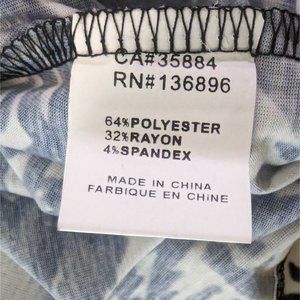 CA#35884
RN#136896
64%POLYESTER
32%RAYON
4%SPANDEX
MADE IN CHINA
FARBIQUE EN CHiNE